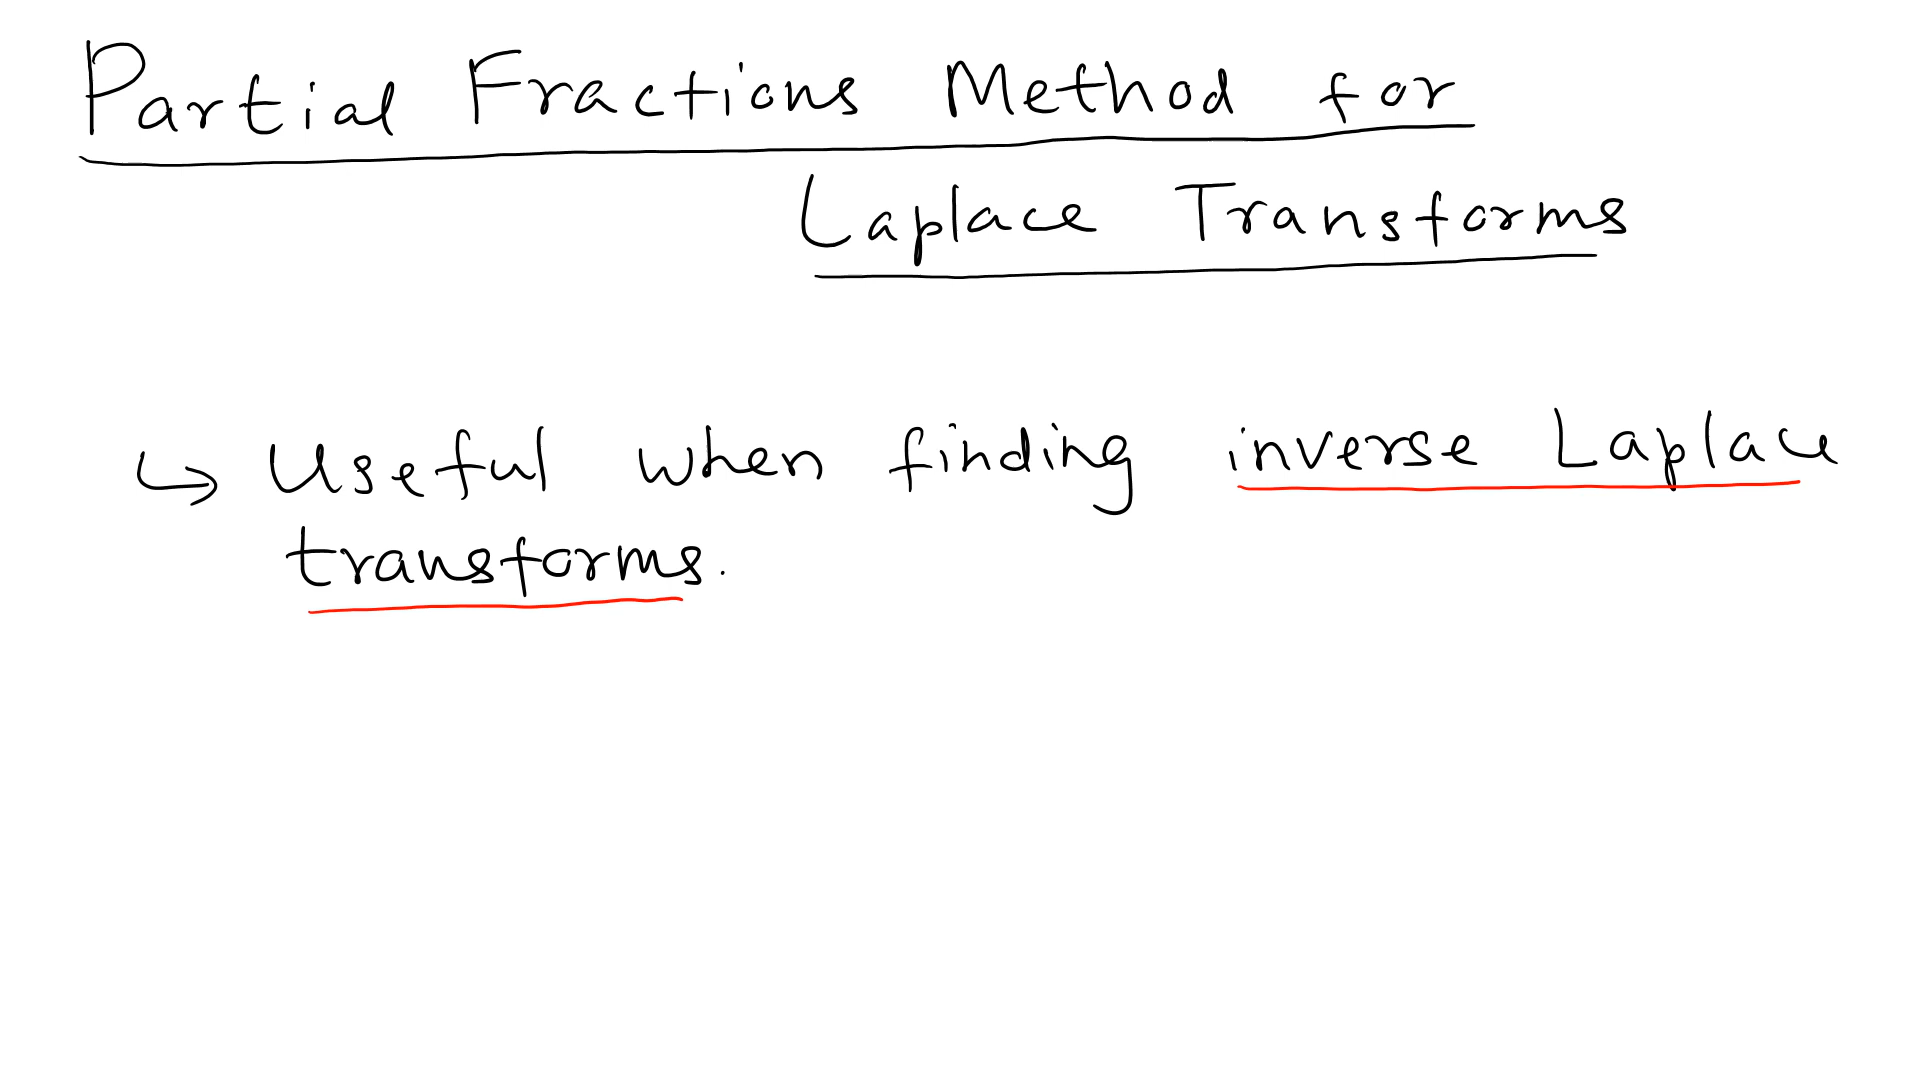 Partial Fractions Method for
Laplace Transforms
↪ Useful when finding inverse Laplace
transforms.